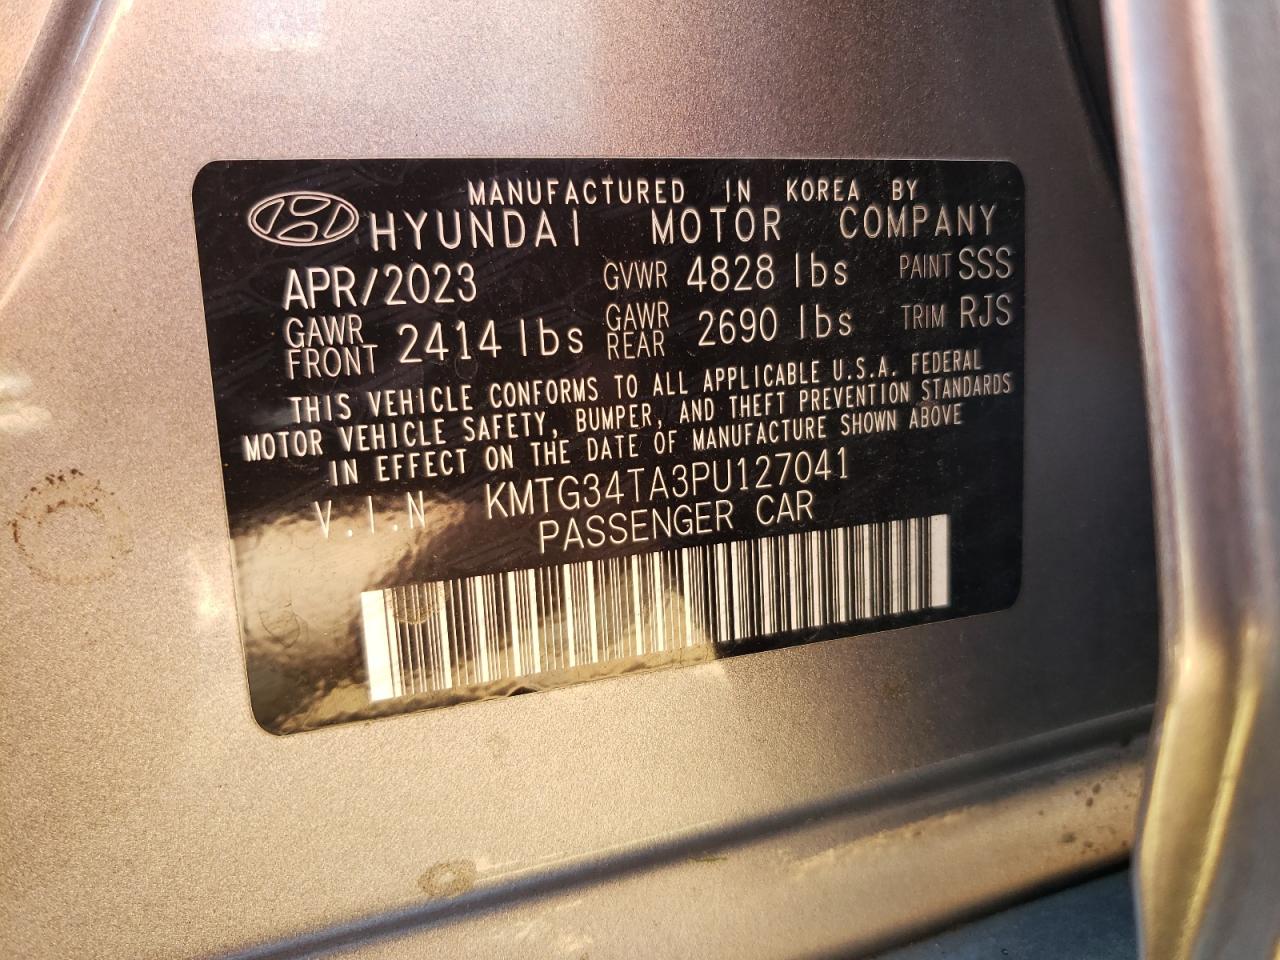 MANUFACTURED IN KOREA BY
HYUNDAI MOTOR COMPANY
APR/2023 GVWR 4828 lbs PAINT SSS
GAWR FRONT 2414 lbs GAWR REAR 2690 lbs TRIM RJS
THIS VEHICLE CONFORMS TO ALL APPLICABLE U.S.A. FEDERAL
MOTOR VEHICLE SAFETY, BUMPER, AND THEFT PREVENTION STANDARDS
IN EFFECT ON THE DATE OF MANUFACTURE SHOWN ABOVE
V.I.N KMTG34TA3PU127041
PASSENGER CAR